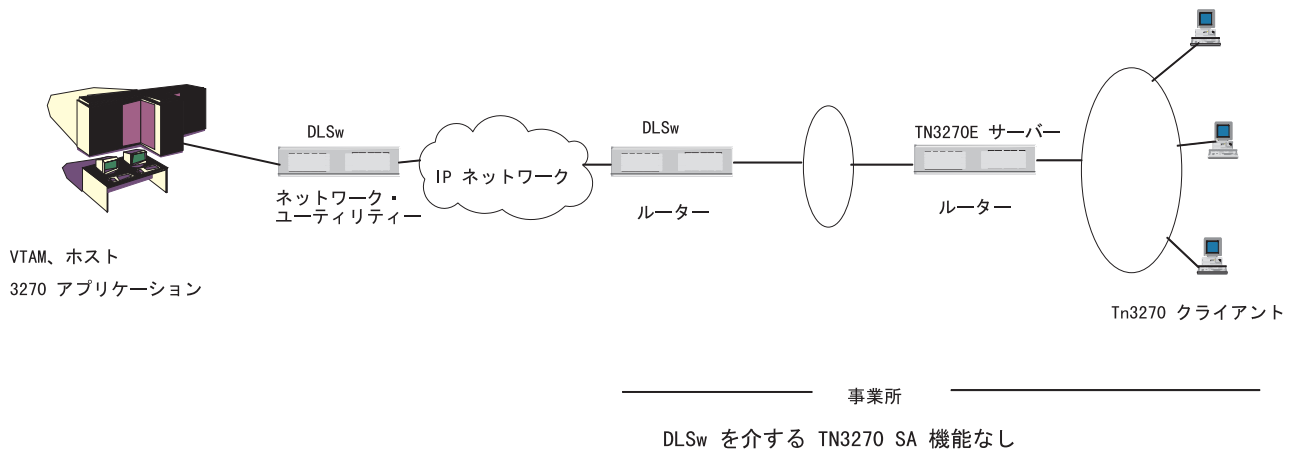 DLSw
DLSw
TN3270E サーバー
IP ネットワーク
ネットワーク・
ユーティリティー
ルーター
ルーター
VTAM、ホスト
3270 アプリケーション
Tn3270 クライアント
事業所
DLSw を介する TN3270 SA 機能なし